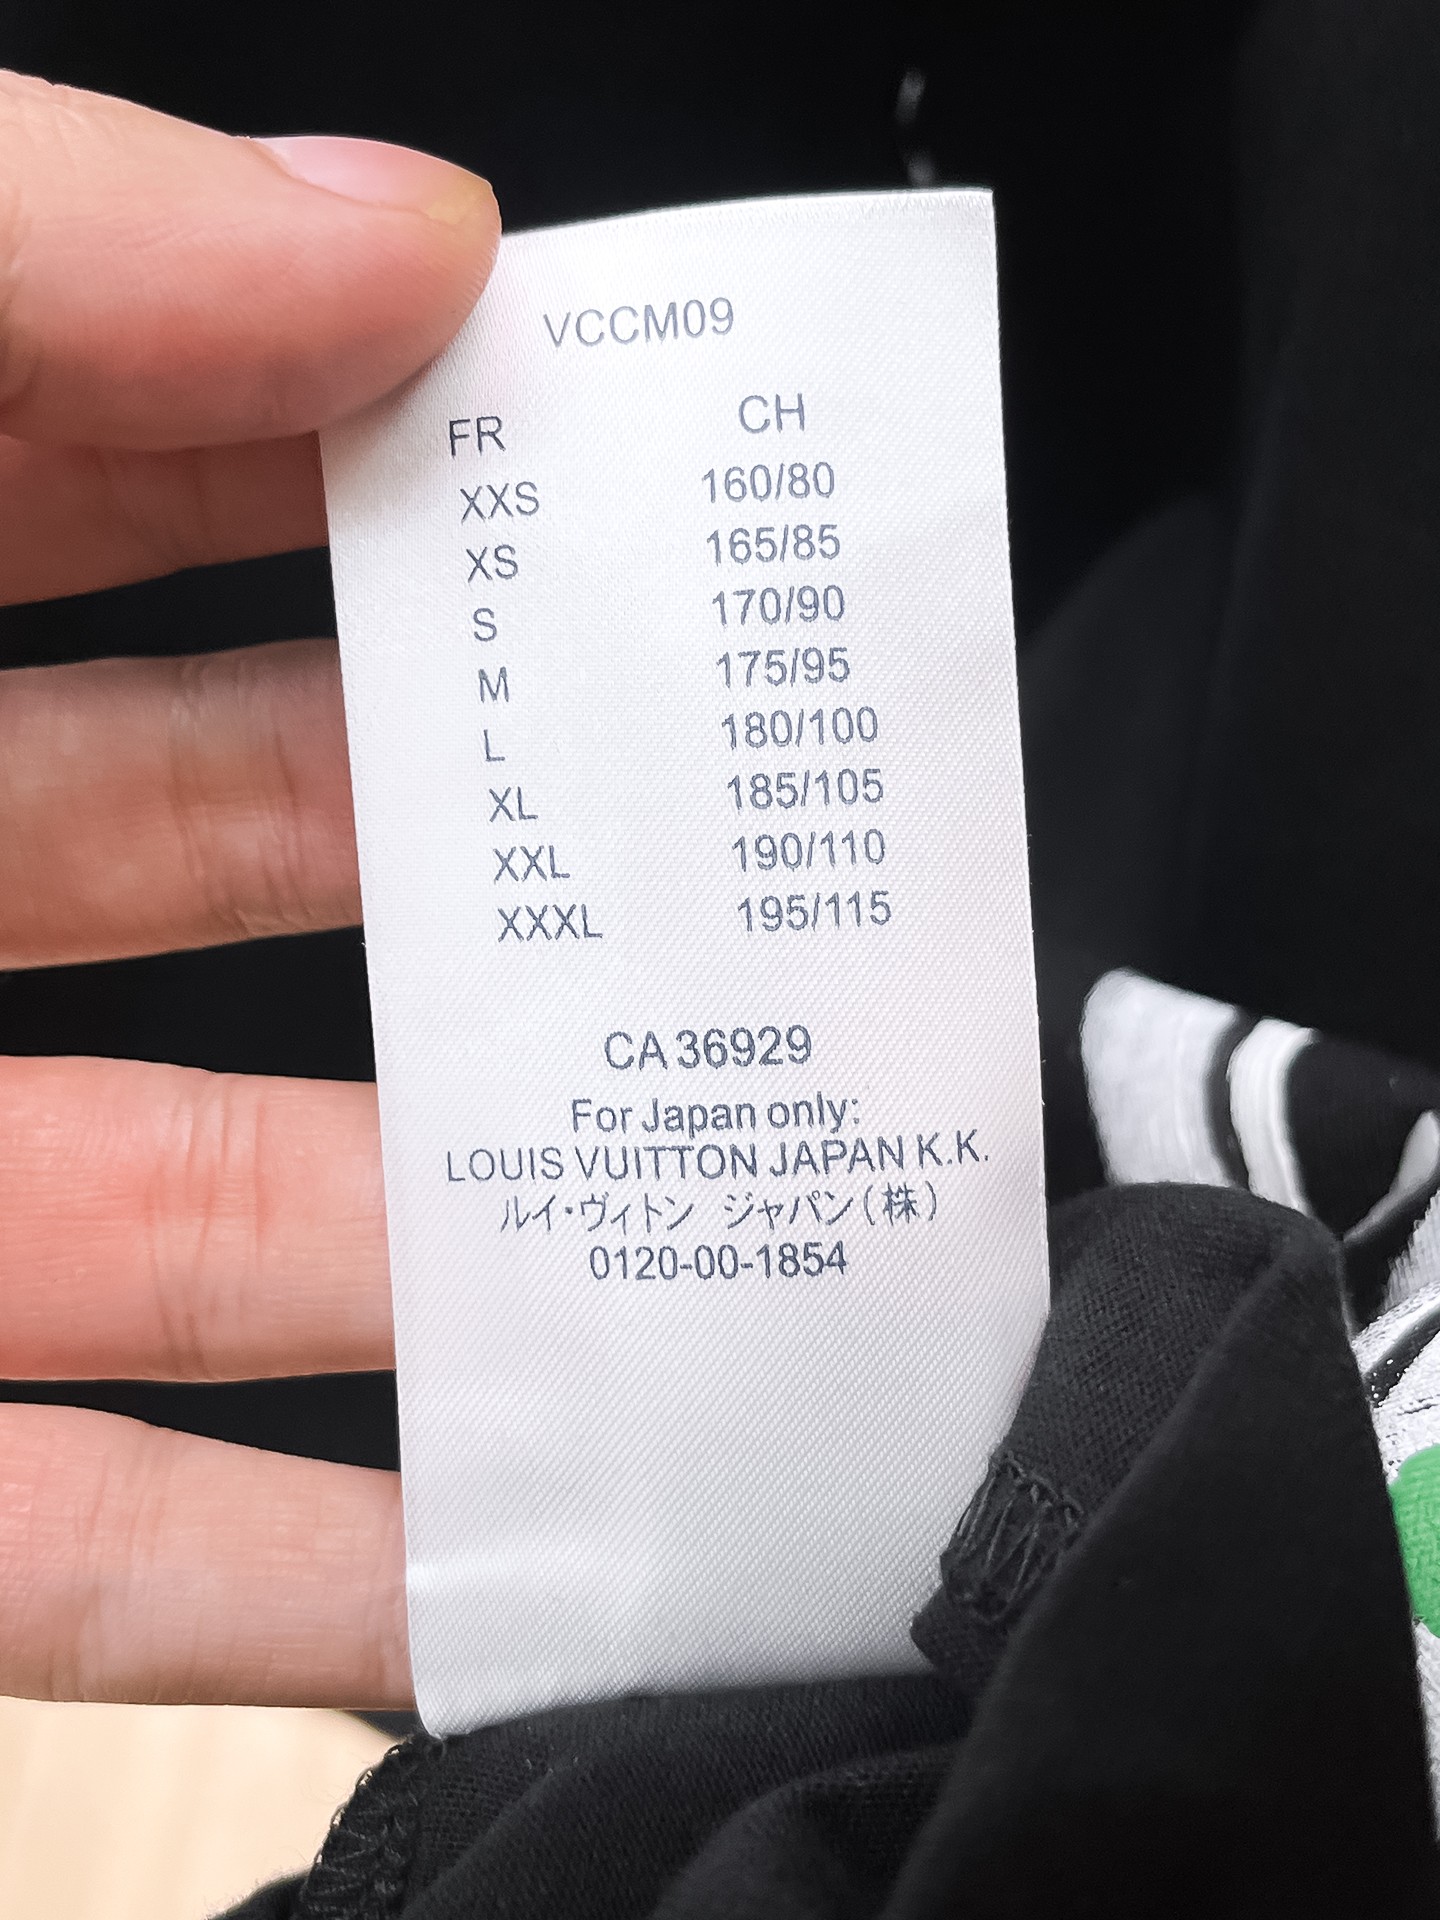 VCCM09
FR CH
XXS 160/80
XS 165/85
S 170/90
M 175/95
L 180/100
XL 185/105
XXL 190/110
XXXL 195/115
CA 36929
For Japan only:
LOUIS VUITTON JAPAN K.K.
ルイ・ヴィトン ジャパン(株)
0120-00-1854